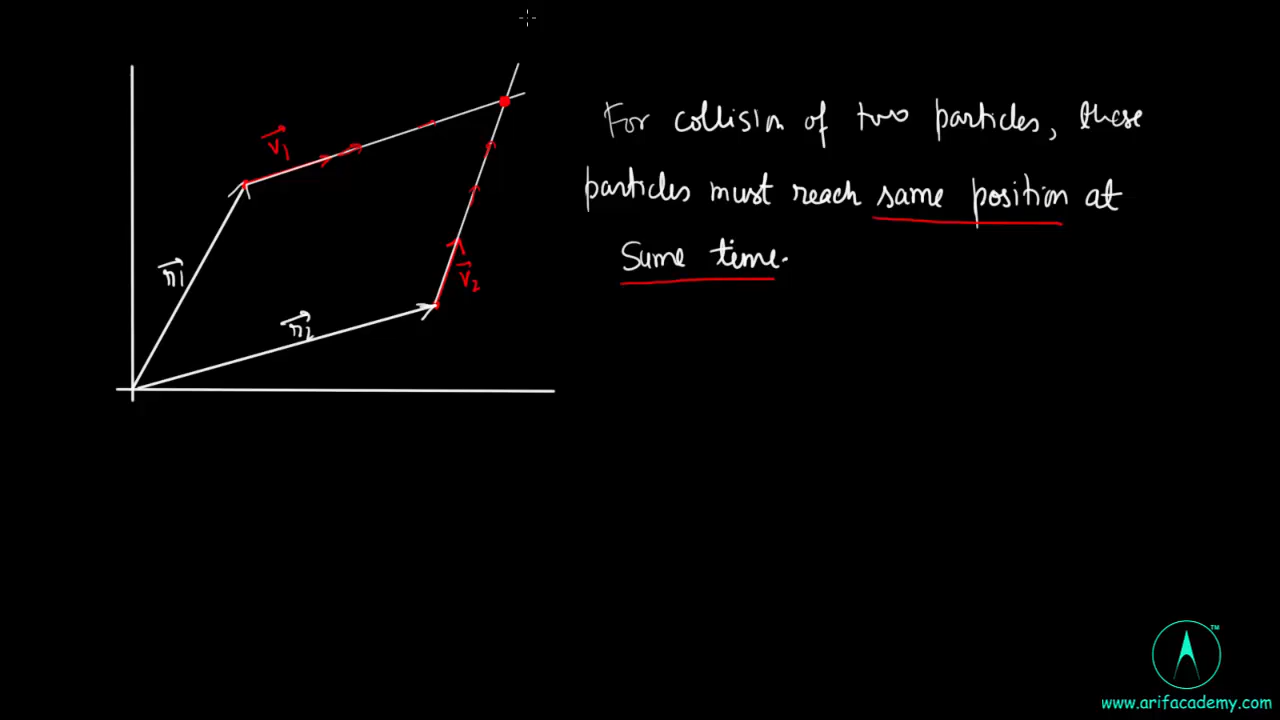 For collision of two particles, these
particles must reach same position at
same time.
v1
r1
v2
r2
TM
www.arifacademy.com